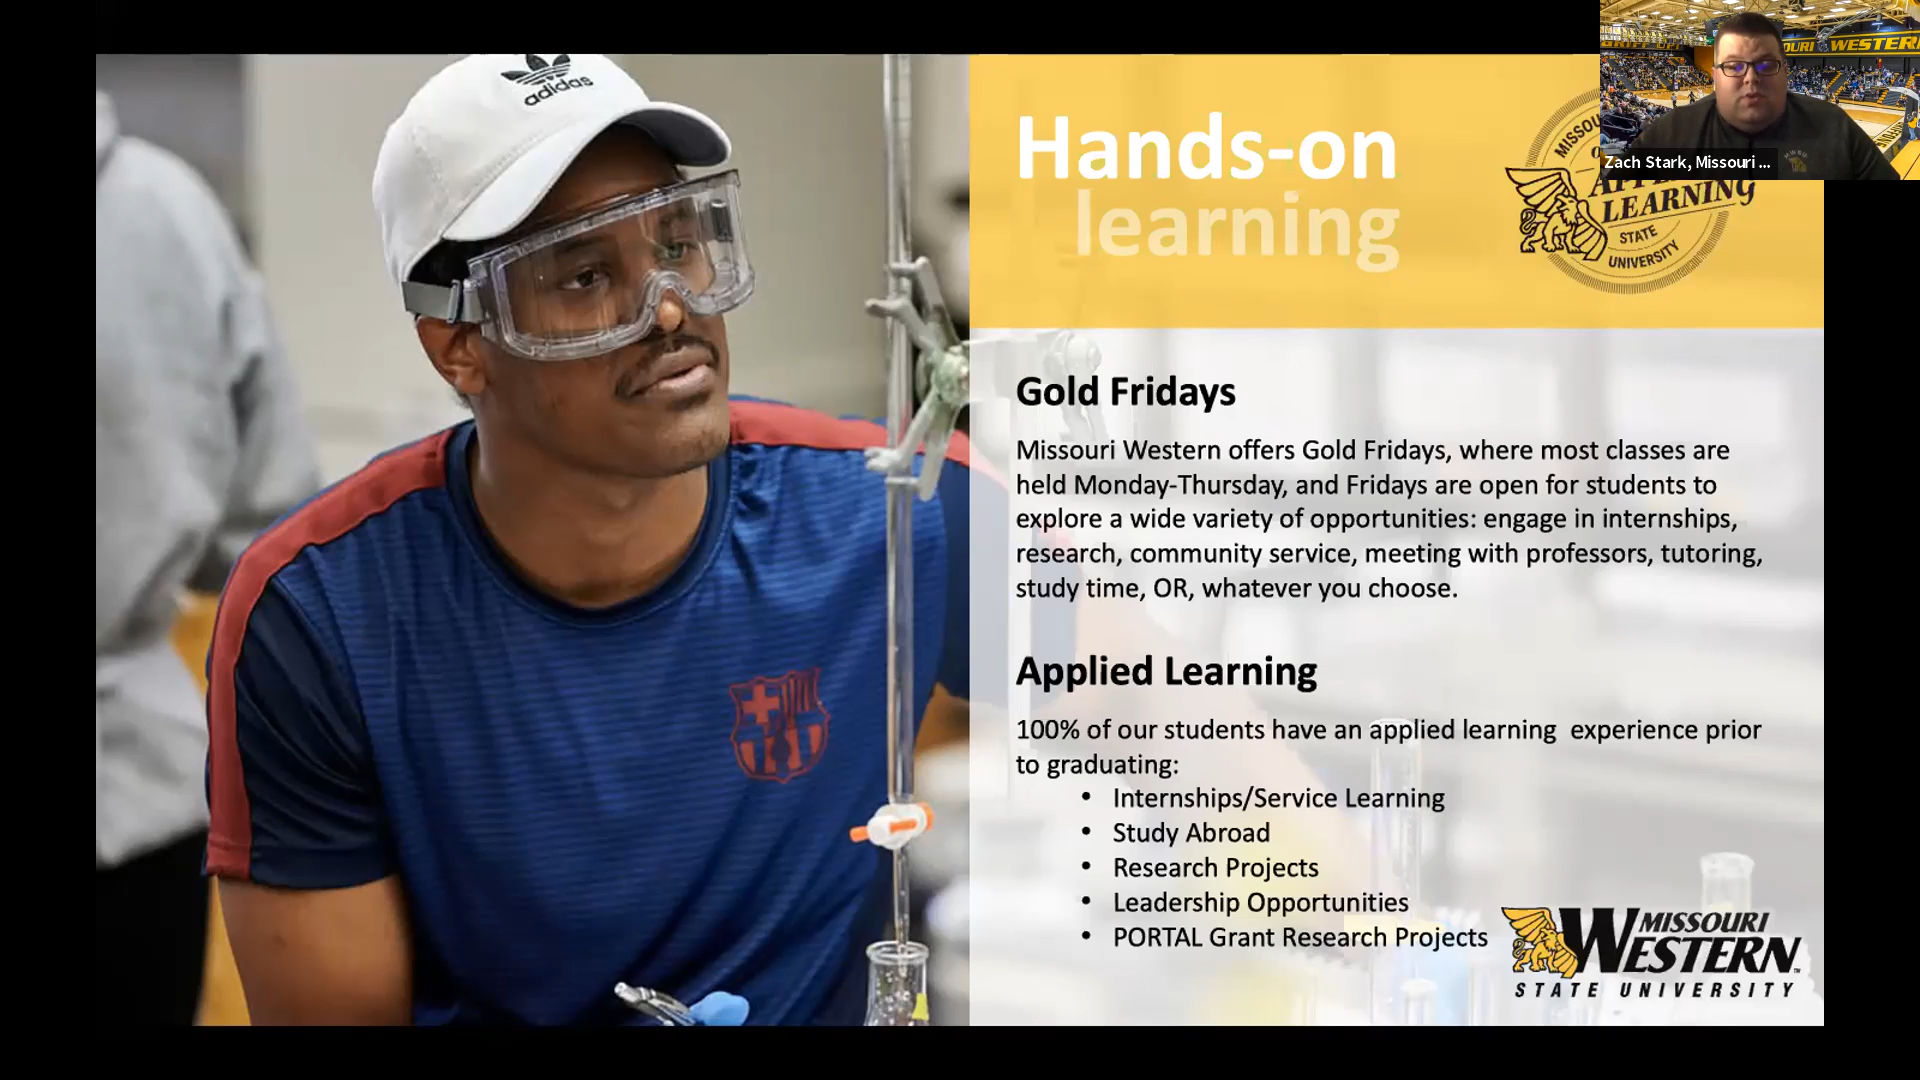 adidas
Hands-on
learning
MISSOU
LEARNING
STATE
UNIVERSITY
OURI WESTERN
Zach Stark, Missouri ...
Gold Fridays
Missouri Western offers Gold Fridays, where most classes are
held Monday-Thursday, and Fridays are open for students to
explore a wide variety of opportunities: engage in internships,
research, community service, meeting with professors, tutoring,
study time, OR, whatever you choose.
Applied Learning
100% of our students have an applied learning  experience prior
to graduating:
• Internships/Service Learning
• Study Abroad
• Research Projects
• Leadership Opportunities
• PORTAL Grant Research Projects
MISSOURI
WESTERN
STATE UNIVERSITY